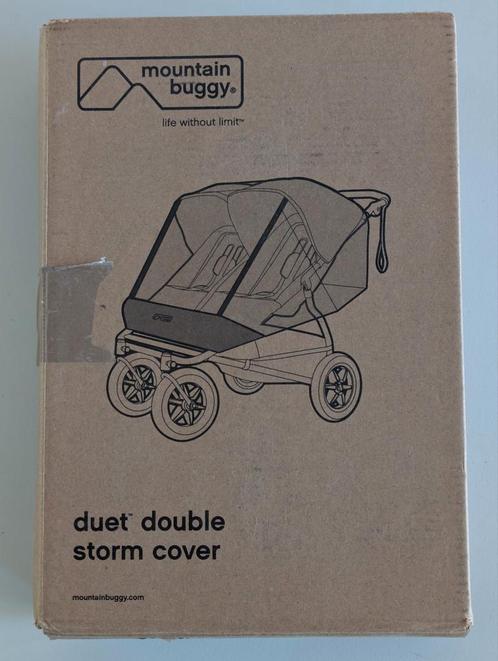 mountain
buggy®
life without limit™
duet™ double
storm cover
mountainbuggy.com